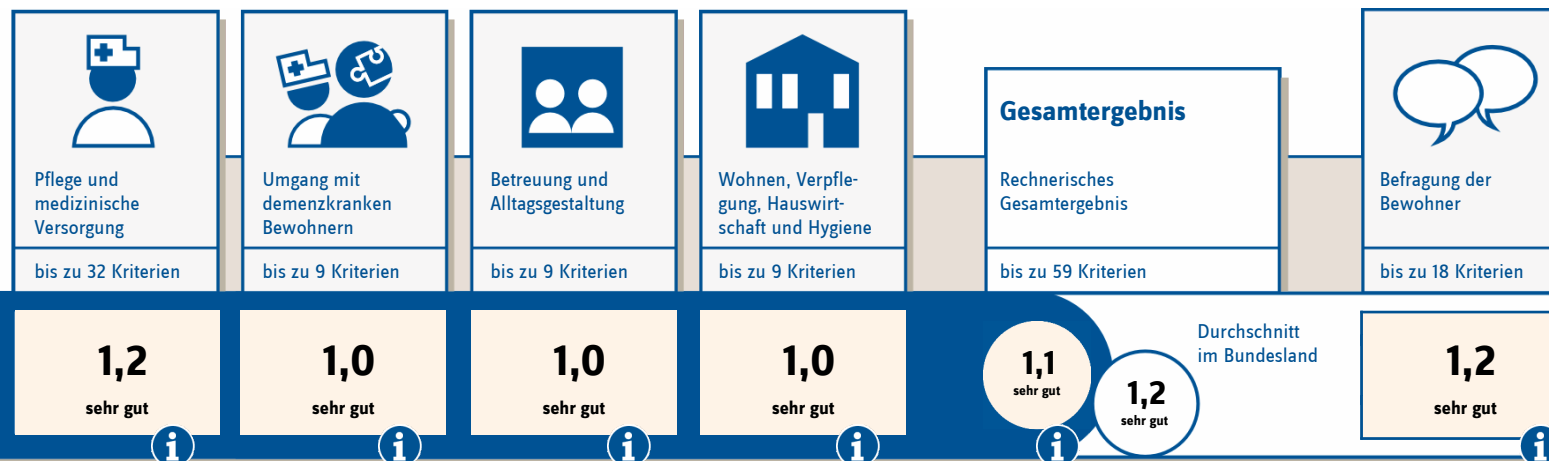 Pflege und
medizinische
Versorgung
bis zu 32 Kriterien
1,2
sehr gut
i
Umgang mit
demenzkranken
Bewohnern
bis zu 9 Kriterien
1,0
sehr gut
i
Betreuung und
Alltagsgestaltung
bis zu 9 Kriterien
1,0
sehr gut
i
Wohnen, Verpfle-
gung, Hauswirt-
schaft und Hygiene
bis zu 9 Kriterien
1,0
sehr gut
i
Gesamtergebnis
Rechnerisches
Gesamtergebnis
bis zu 59 Kriterien
1,1
sehr gut
i
1,2
sehr gut
Durchschnitt
im Bundesland
Befragung der
Bewohner
bis zu 18 Kriterien
1,2
sehr gut
i